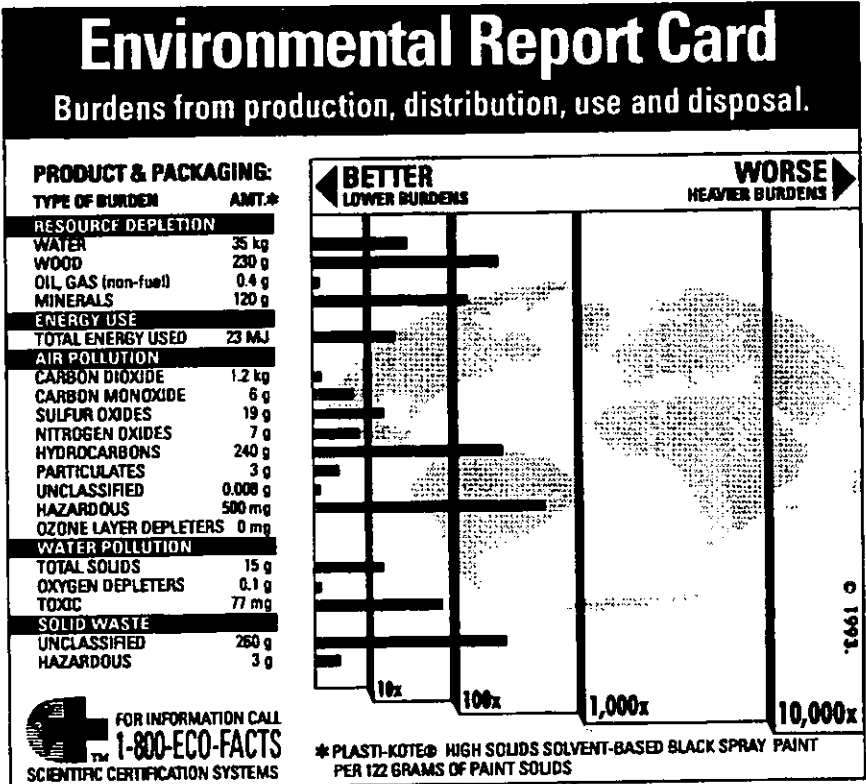 Environmental Report Card
Burdens from production, distribution, use and disposal.
PRODUCT & PACKAGING:
TYPE OF BURDEN AMT.*
RESOURCE DEPLETION
WATER 35 kg
WOOD 230 g
OIL, GAS (non-fuel) 0.4 g
MINERALS 120 g
ENERGY USE
TOTAL ENERGY USED 23 MJ
AIR POLLUTION
CARBON DIOXIDE 1.2 kg
CARBON MONOXIDE 6 g
SULFUR OXIDES 19 g
NITROGEN OXIDES 7 g
HYDROCARBONS 240 g
PARTICULATES 3 g
UNCLASSIFIED 0.008 g
HAZARDOUS 500 mg
OZONE LAYER DEPLETERS 0 mg
WATER POLLUTION
TOTAL SOLIDS 15 g
OXYGEN DEPLETERS 0.1 g
TOXIC 77 mg
SOLID WASTE
UNCLASSIFIED 260 g
HAZARDOUS 3 g
FOR INFORMATION CALL
TM 1-800-ECO-FACTS
SCIENTIFIC CERTIFICATION SYSTEMS
BETTER
LOWER BURDENS
WORSE
HEAVIER BURDENS
10x
100x
1,000x
10,000x
© 1993.
* PLASTI-KOTE® HIGH SOLIDS SOLVENT-BASED BLACK SPRAY PAINT
PER 122 GRAMS OF PAINT SOLIDS